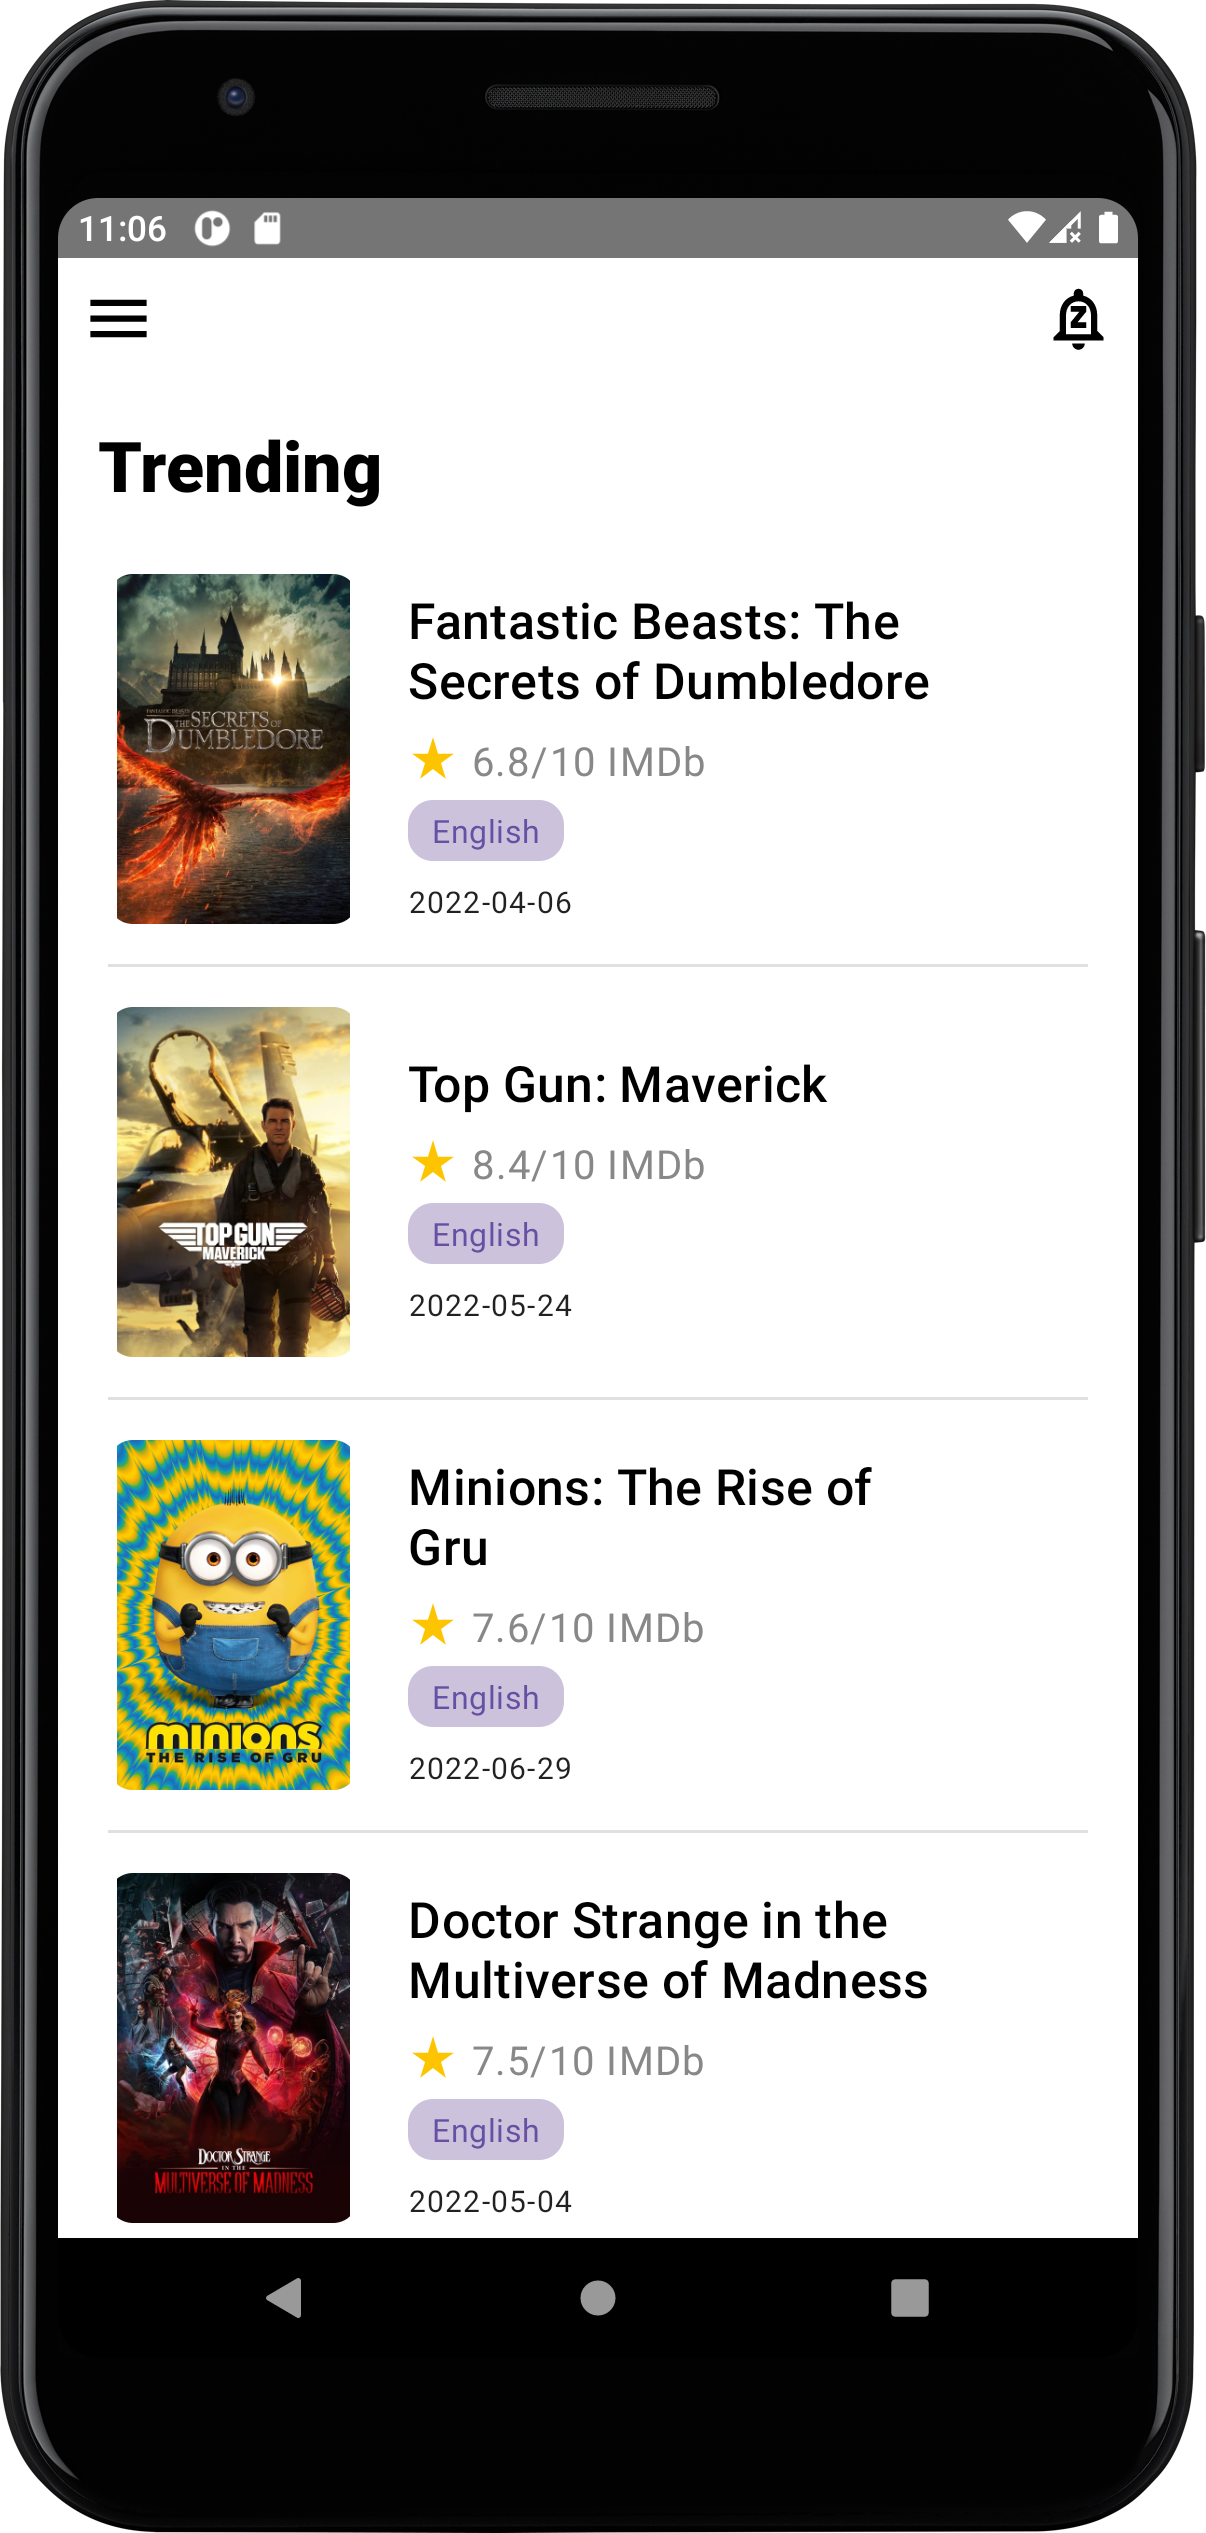 11:06
Trending
FANTASTIC BEASTS
THE SECRETS OF
DUMBLEDORE
Fantastic Beasts: The
Secrets of Dumbledore
6.8/10 IMDb
English
2022-04-06
TOP GUN
MAVERICK
Top Gun: Maverick
8.4/10 IMDb
English
2022-05-24
MINIONS
THE RISE OF GRU
Minions: The Rise of
Gru
7.6/10 IMDb
English
2022-06-29
DOCTOR STRANGE
IN THE
MULTIVERSE OF MADNESS
Doctor Strange in the
Multiverse of Madness
7.5/10 IMDb
English
2022-05-04